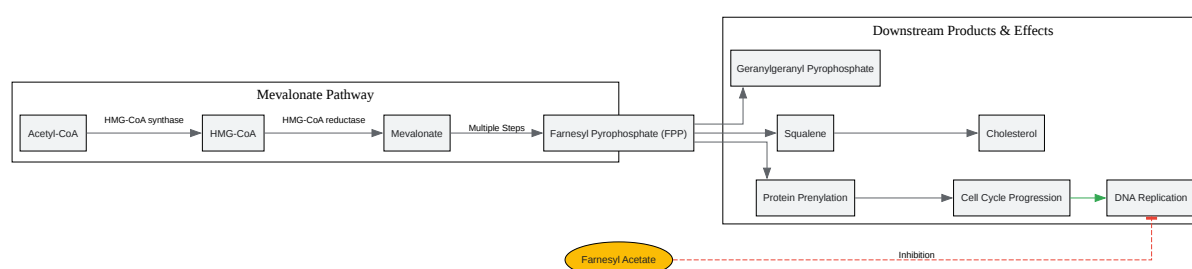 Downstream Products & Effects
Geranylgeranyl Pyrophosphate
Mevalonate Pathway
Acetyl-CoA
HMG-CoA synthase
HMG-CoA
HMG-CoA reductase
Mevalonate
Multiple Steps
Farnesyl Pyrophosphate (FPP)
Squalene
Cholesterol
Protein Prenylation
Cell Cycle Progression
DNA Replication
Farnesyl Acetate
Inhibition